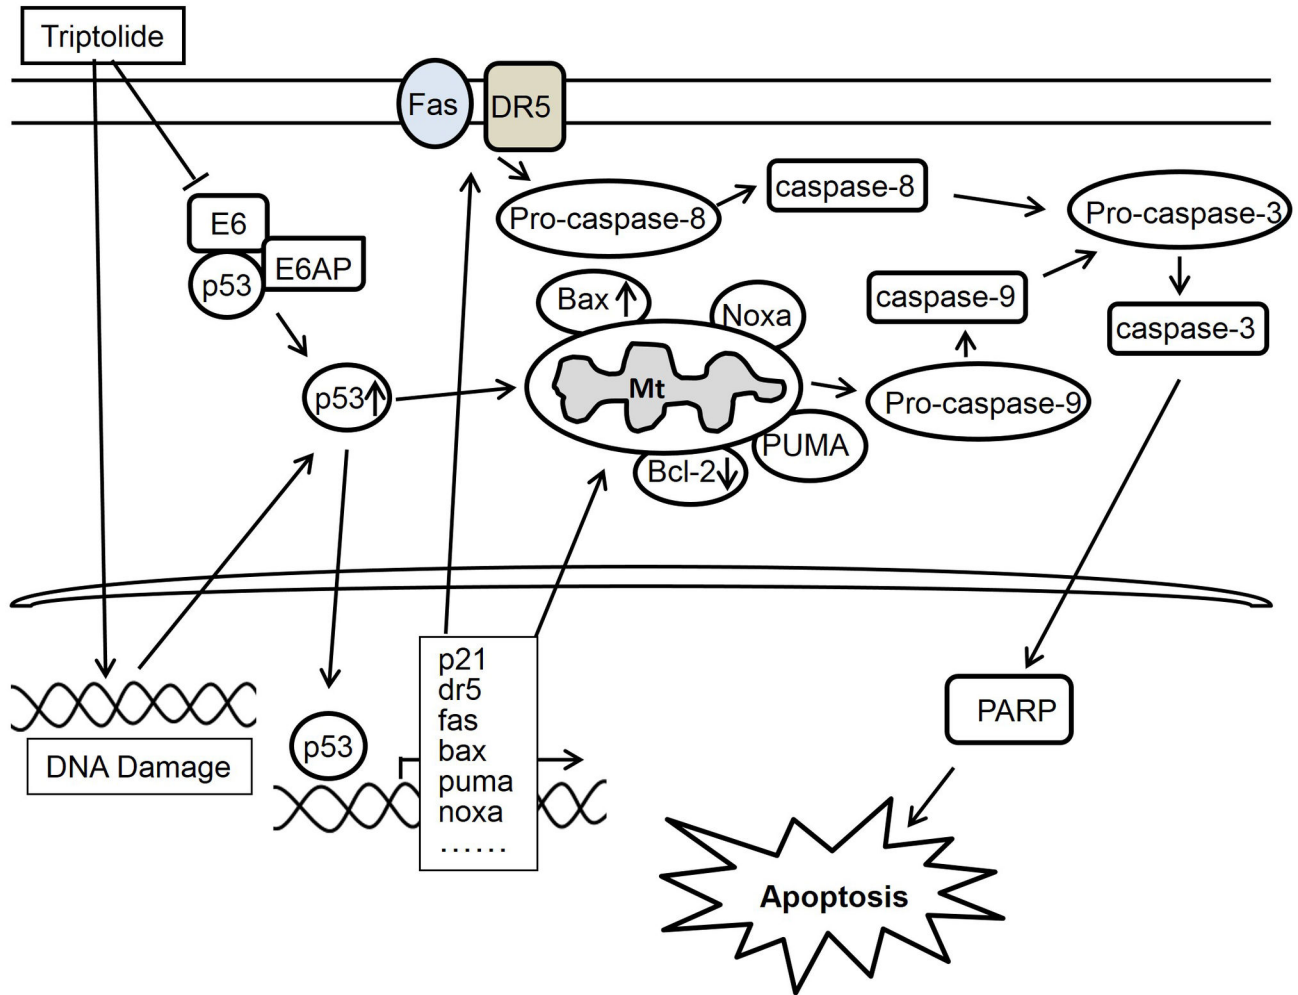 Triptolide
Fas
DR5
E6
E6AP
p53
Pro-caspase-8
caspase-8
Pro-caspase-3
caspase-9
caspase-3
Bax
Noxa
Mt
p53
Pro-caspase-9
PUMA
Bcl-2
p21
dr5
fas
bax
puma
noxa
......
DNA Damage
p53
PARP
Apoptosis